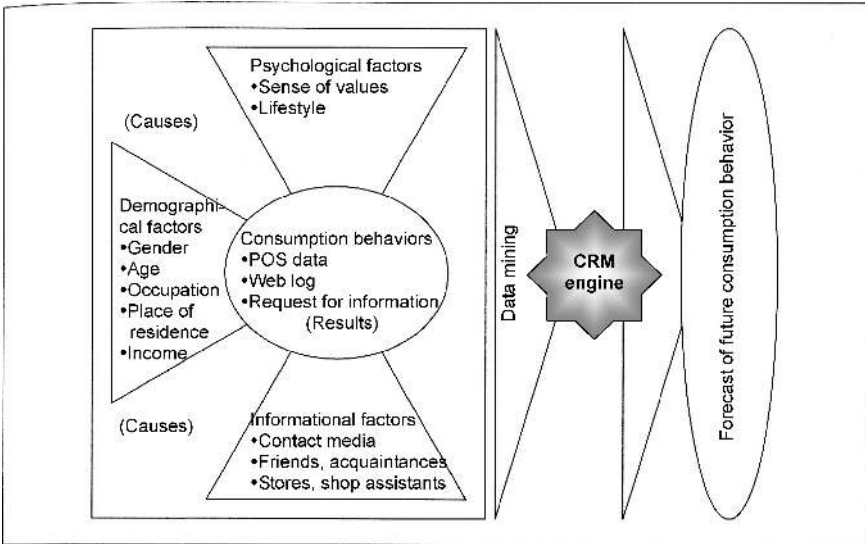 Psychological factors
•Sense of values
•Lifestyle
(Causes)
Demographi-
cal factors
•Gender
•Age
•Occupation
•Place of
residence
•Income
Consumption behaviors
•POS data
•Web log
•Request for information
(Results)
(Causes)
Informational factors
•Contact media
•Friends, acquaintances
•Stores, shop assistants
Data mining
CRM
engine
Forecast of future consumption behavior